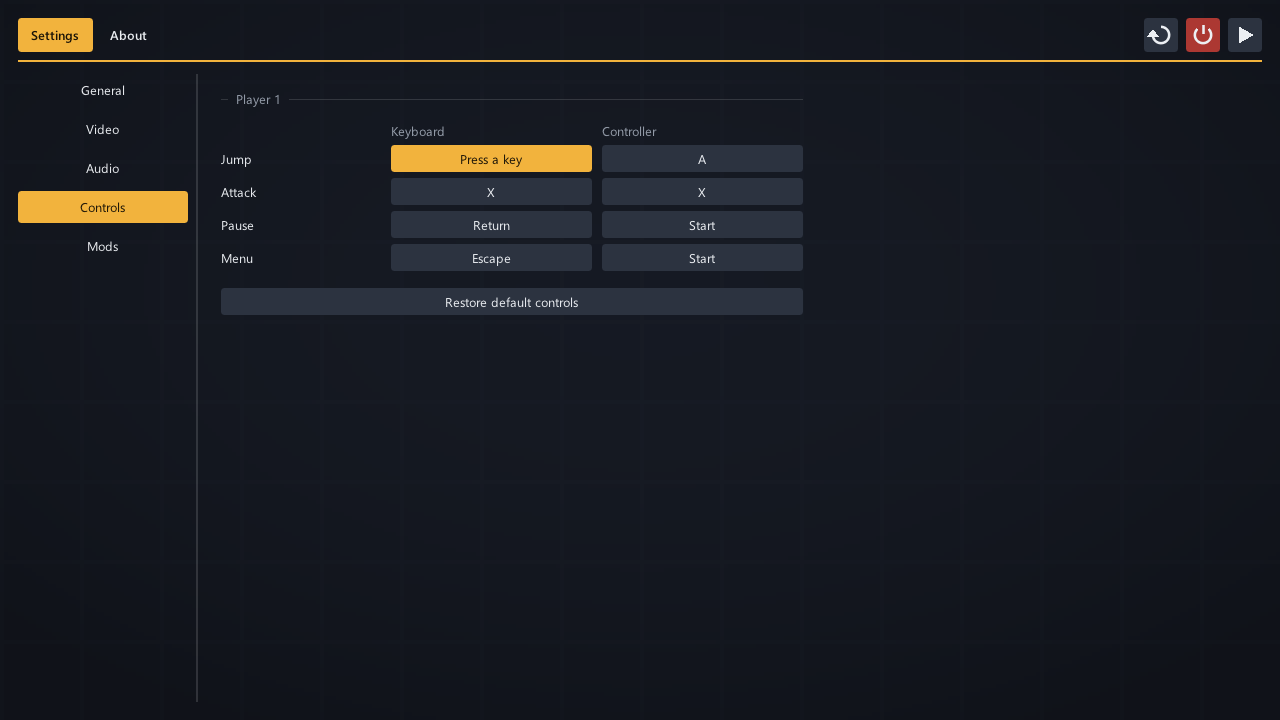 Settings About
General
Video
Audio
Controls
Mods
Player 1
Keyboard Controller
Jump Press a key A
Attack X X
Pause Return Start
Menu Escape Start
Restore default controls